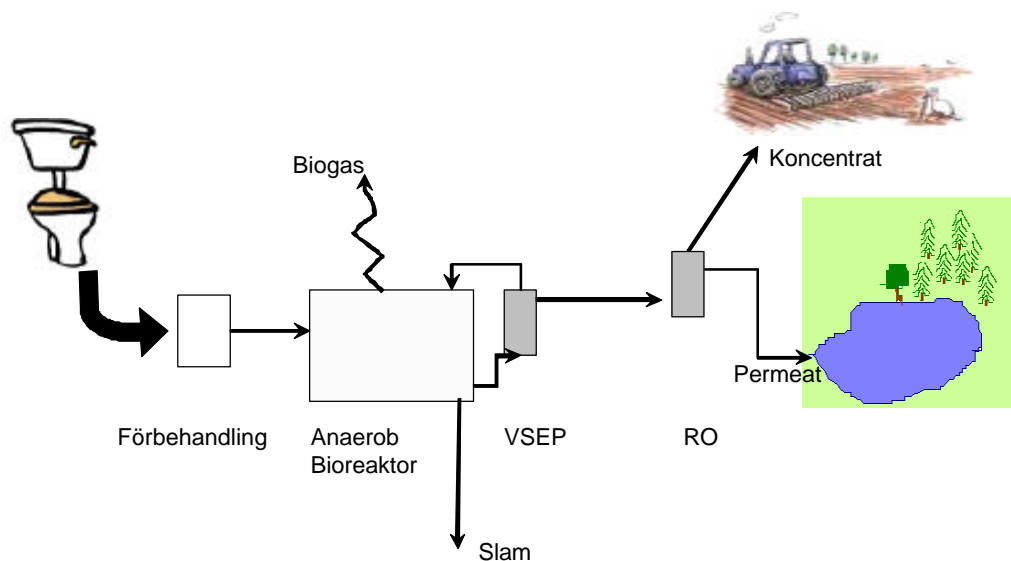 Koncentrat
Biogas
Permeat
Förbehandling
Anaerob
Bioreaktor
VSEP
RO
Slam